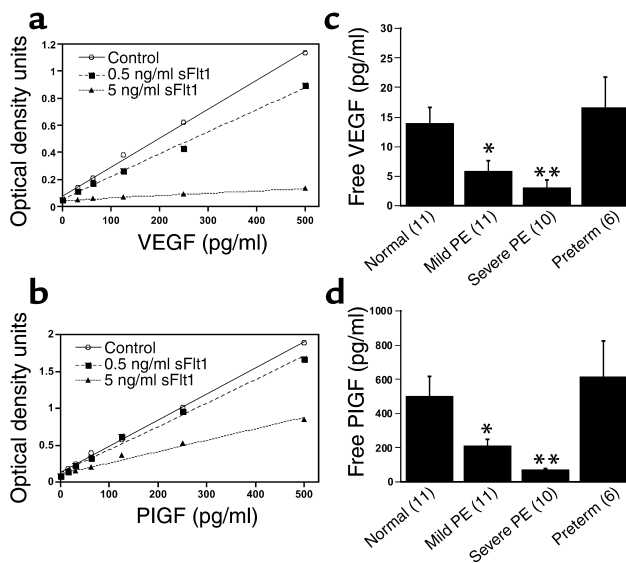 a
Optical density units
1.2
1
0.8
0.6
0.4
0.2
0
Control
0.5 ng/ml sFlt1
5 ng/ml sFlt1
0 100 200 300 400 500
VEGF (pg/ml)
c
Free VEGF (pg/ml)
30
25
20
15
10
5
0
*
**
Normal (11)
Mild PE (11)
Severe PE (10)
Preterm (6)
b
Optical density units
2
1.5
1
0.5
0
Control
0.5 ng/ml sFlt1
5 ng/ml sFlt1
0 100 200 300 400 500
PIGF (pg/ml)
d
Free PIGF (pg/ml)
1000
800
600
400
200
0
*
**
Normal (11)
Mild PE (11)
Severe PE (10)
Preterm (6)